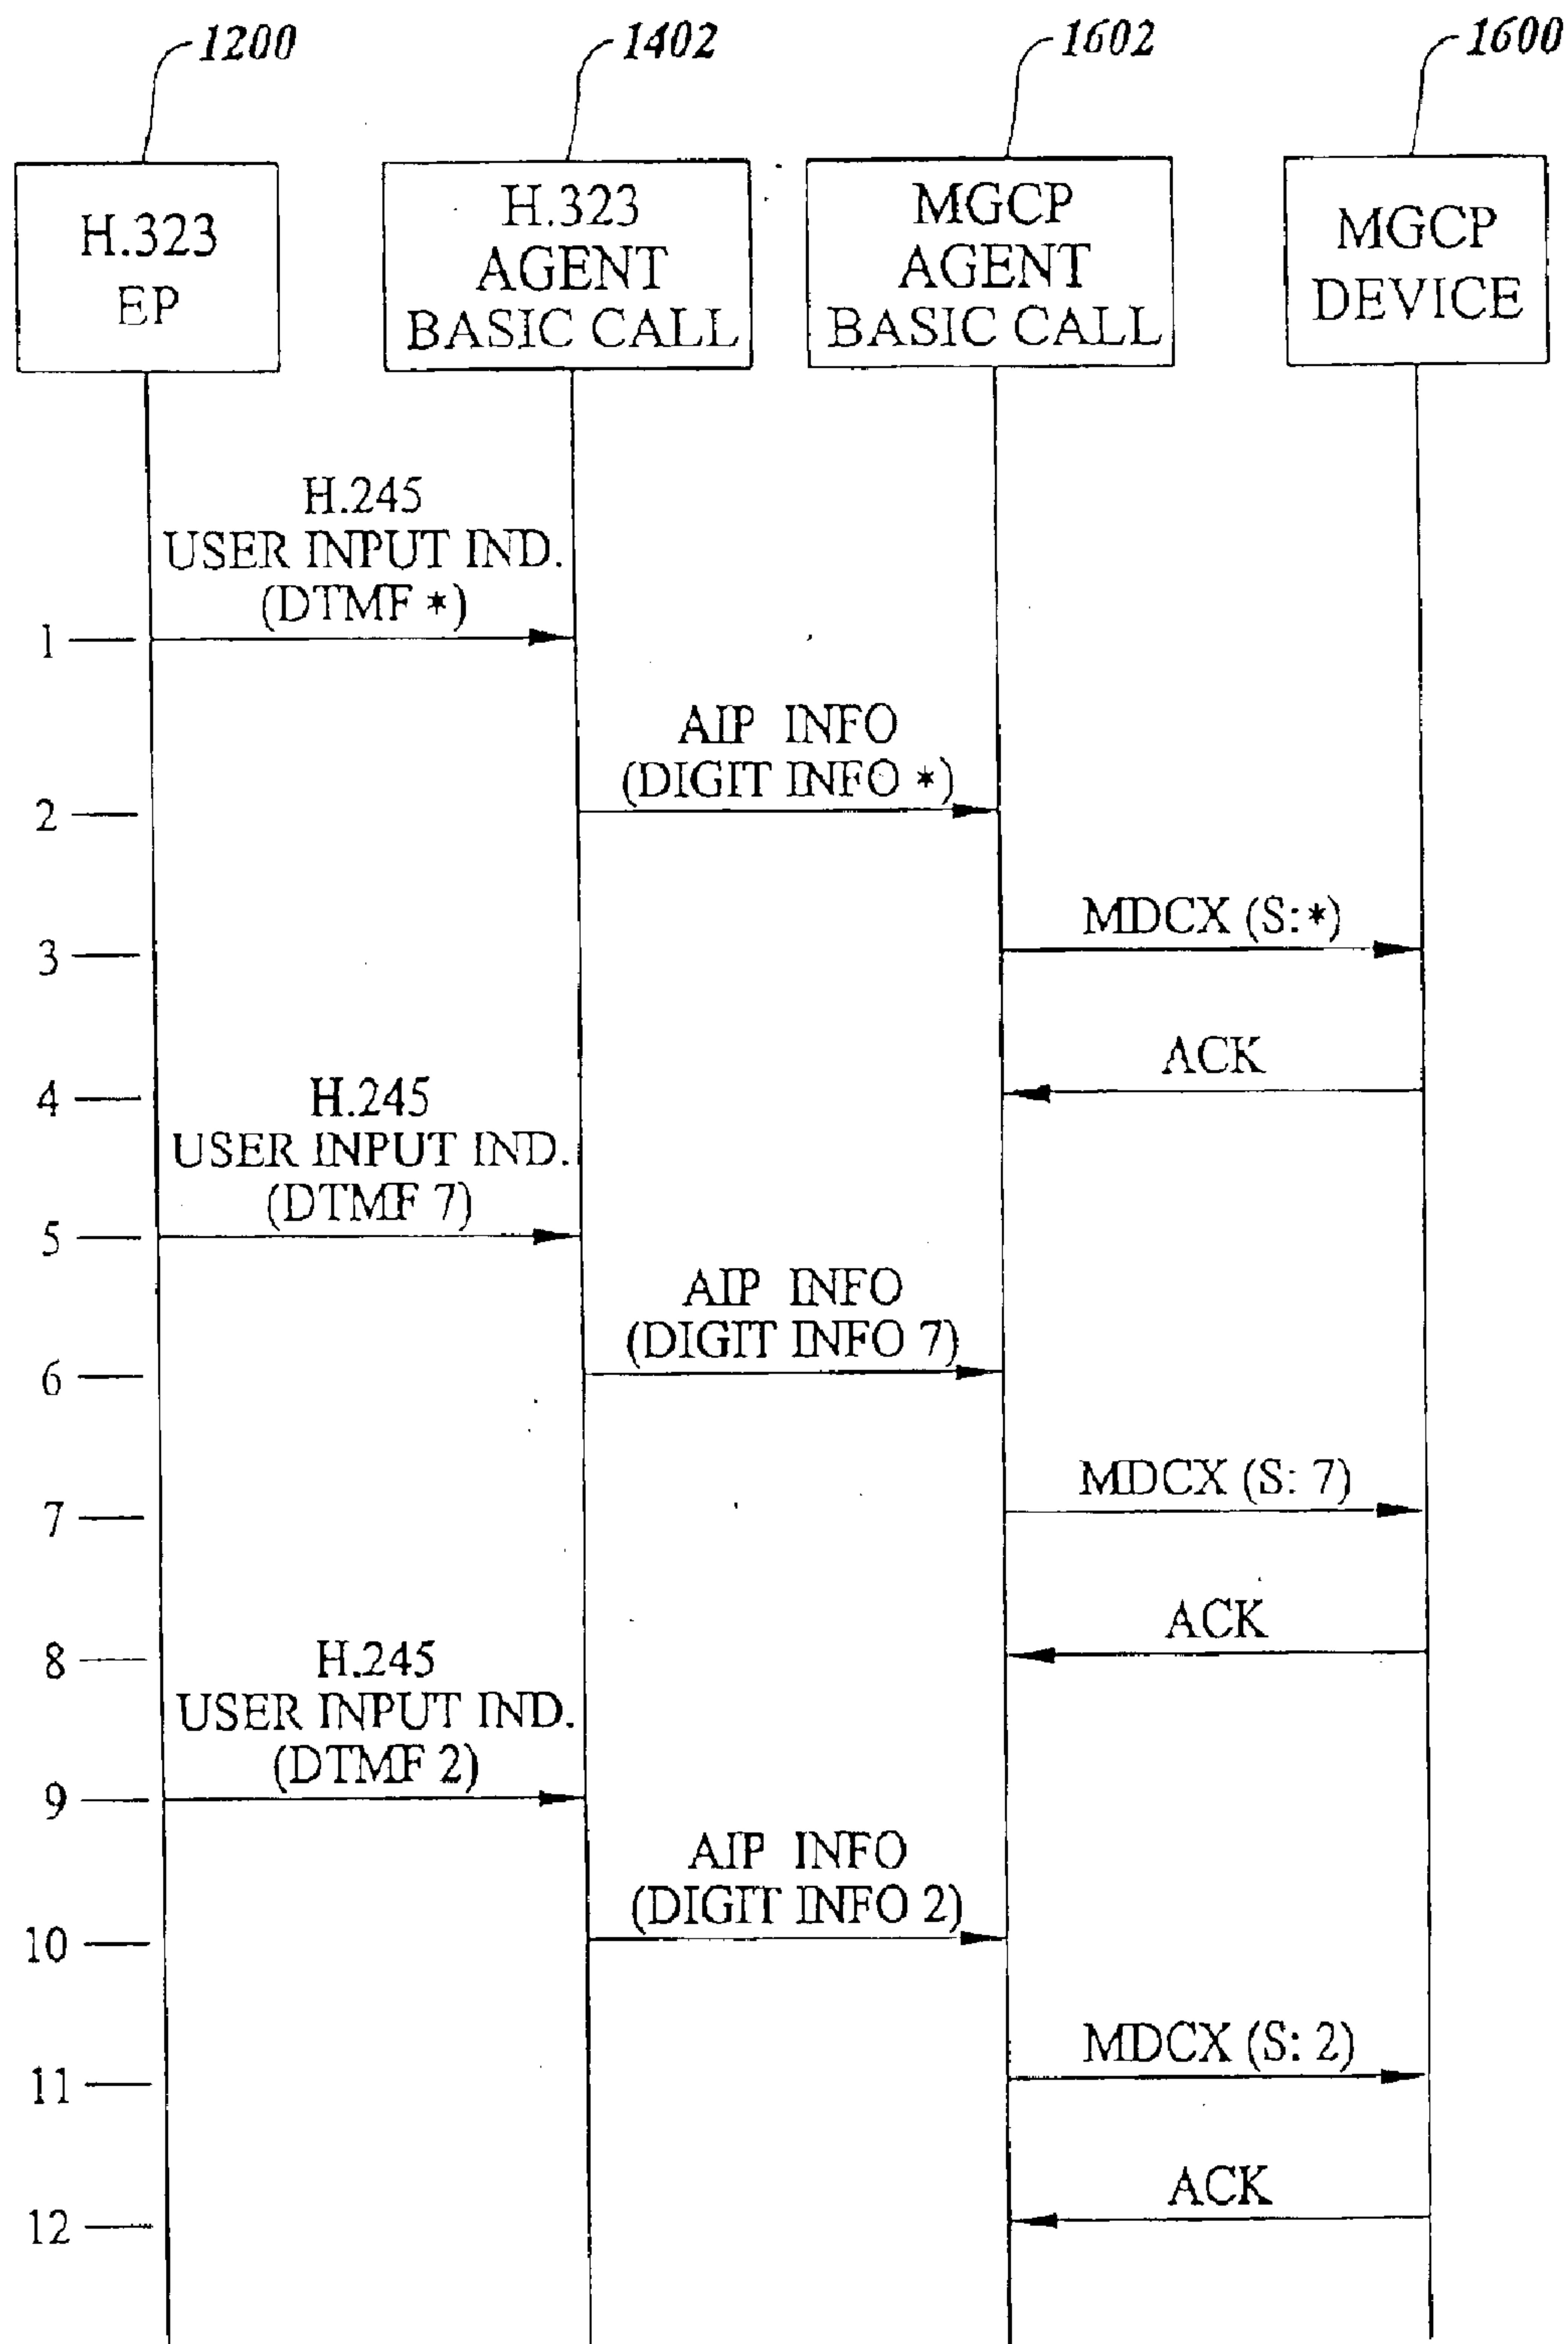 1200
1402
1602
1600
H.323
EP
H.323
AGENT
BASIC CALL
MGCP
AGENT
BASIC CALL
MGCP
DEVICE
H.245
USER INPUT IND.
(DTMF *)
1
AIP INFO
(DIGIT INFO *)
2
MDCX (S:*)
3
ACK
4
H.245
USER INPUT IND.
(DTMF 7)
5
AIP INFO
(DIGIT INFO 7)
6
MDCX (S: 7)
7
ACK
8
H.245
USER INPUT IND.
(DTMF 2)
9
AIP INFO
(DIGIT INFO 2)
10
MDCX (S: 2)
11
ACK
12